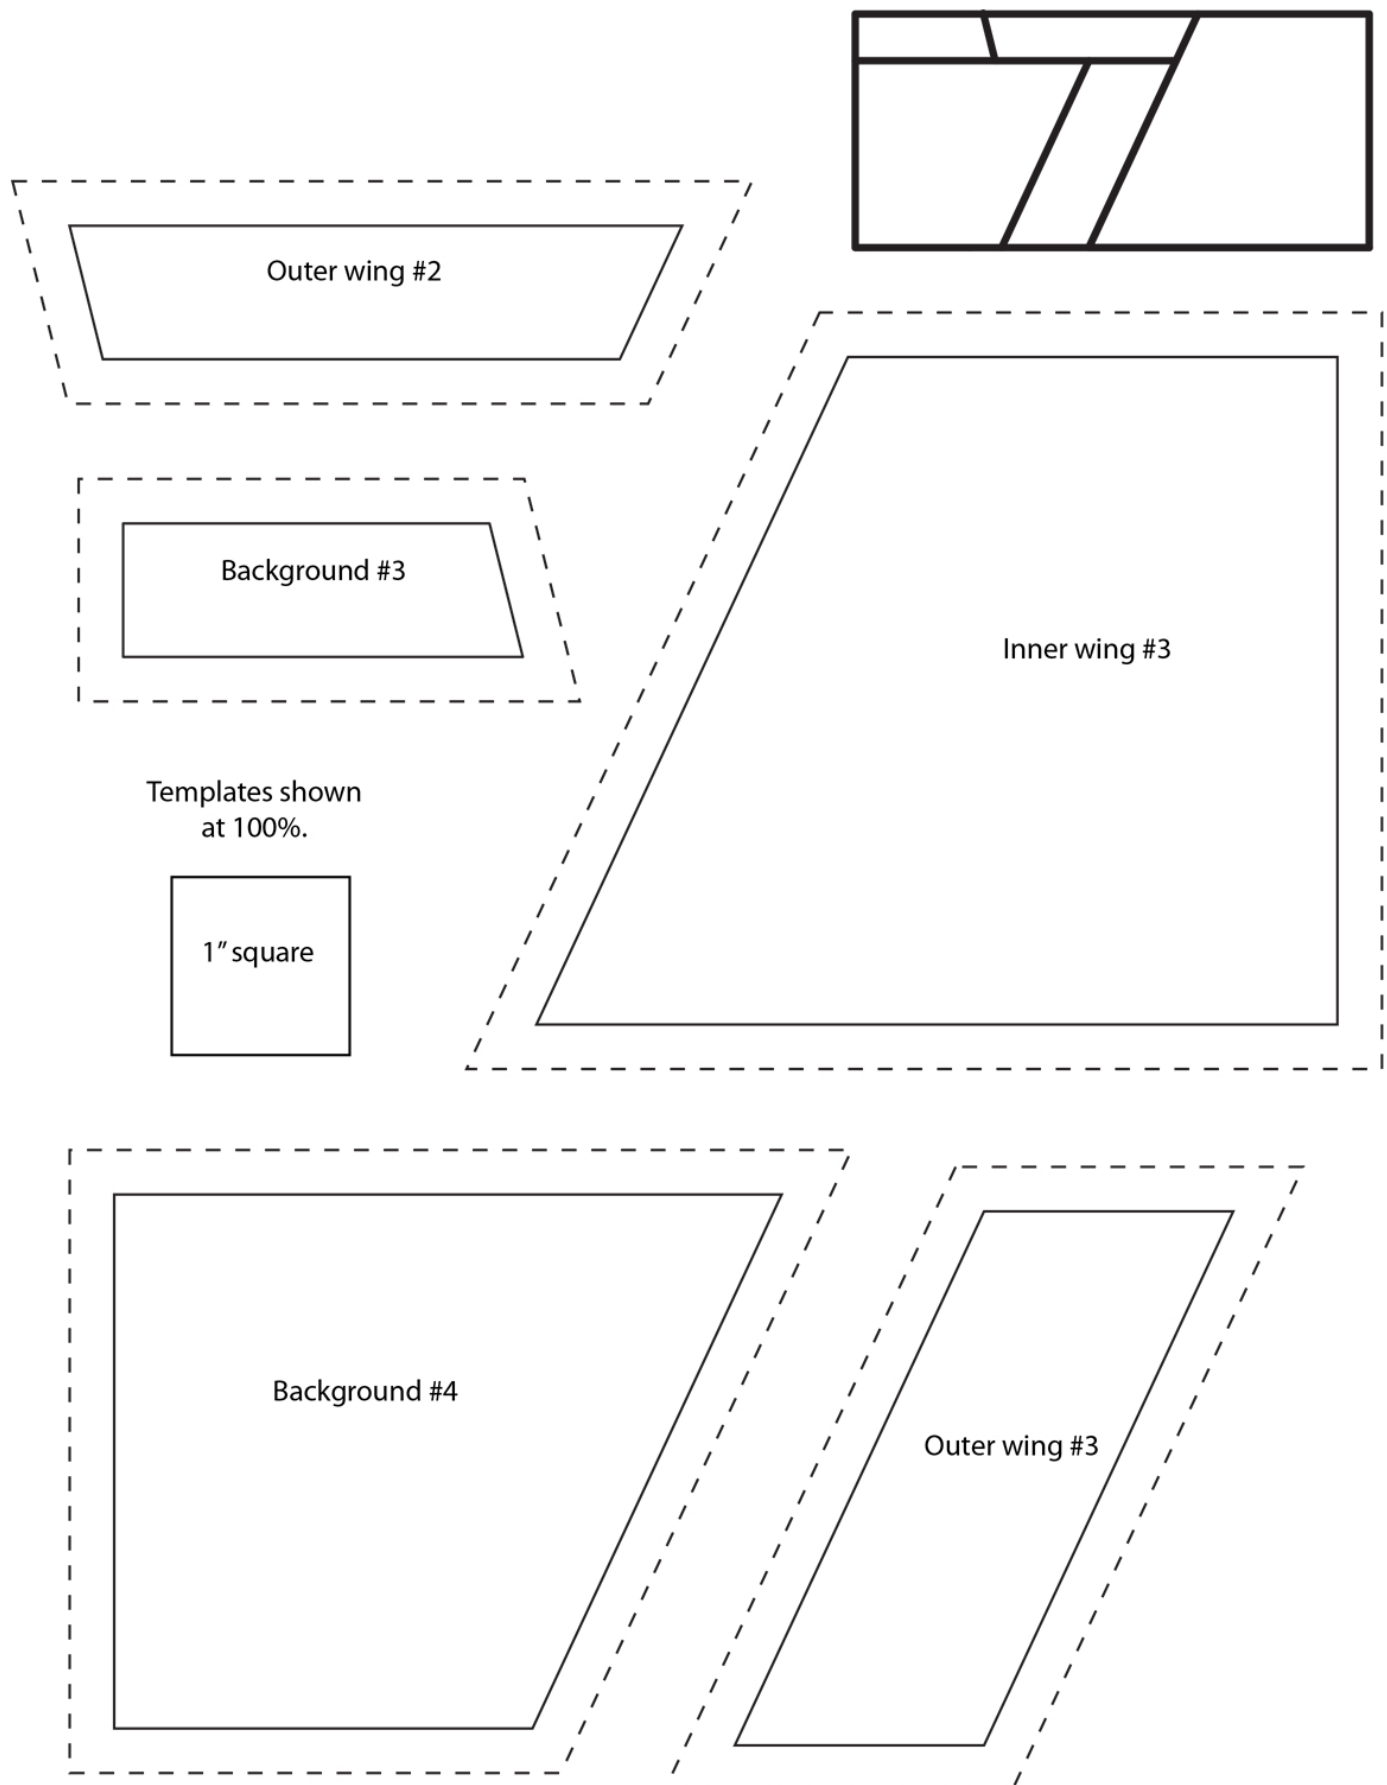 Outer wing #2
Background #3
Inner wing #3
Templates shown
at 100%.
1” square
Background #4
Outer wing #3